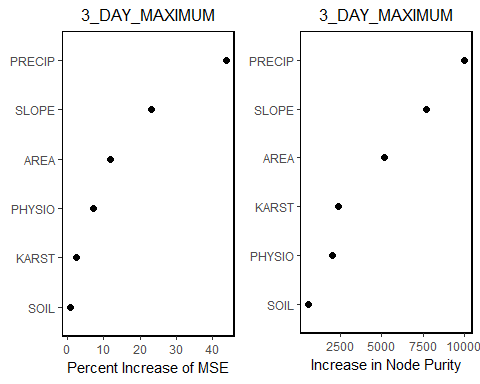 3_DAY_MAXIMUM
PRECIP
SLOPE
AREA
PHYSIO
KARST
SOIL
0 10 20 30 40
Percent Increase of MSE
3_DAY_MAXIMUM
PRECIP
SLOPE
AREA
KARST
PHYSIO
SOIL
2500 5000 7500 10000
Increase in Node Purity